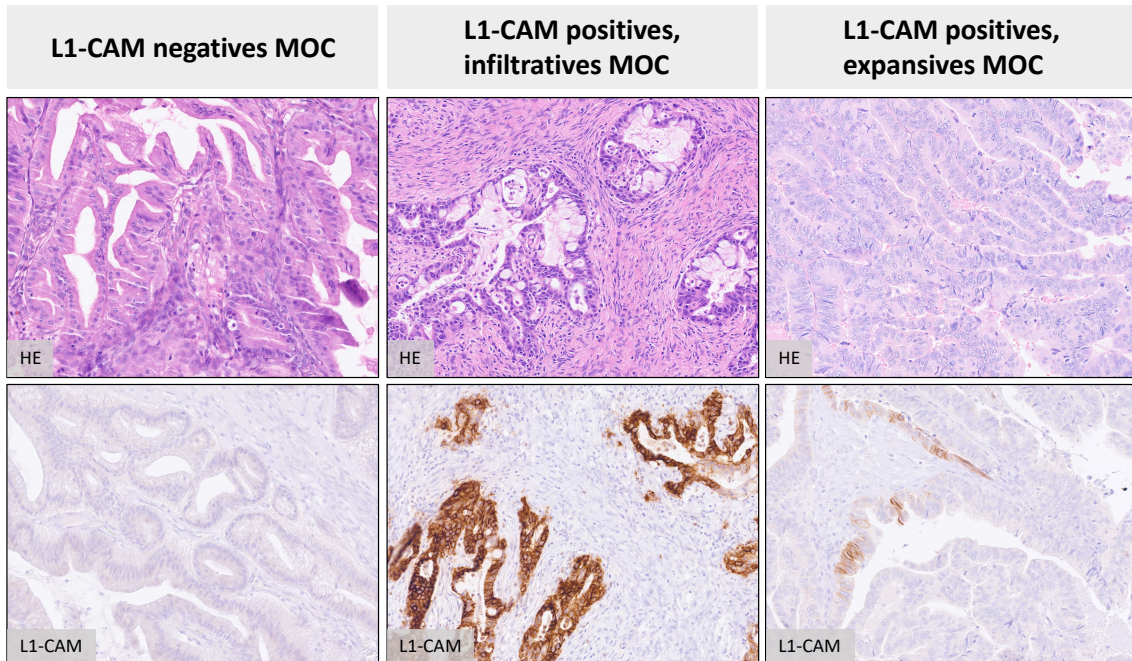 L1-CAM negatives MOC
L1-CAM positives,
infiltratives MOC
L1-CAM positives,
expansives MOC
HE
HE
HE
L1-CAM
L1-CAM
L1-CAM